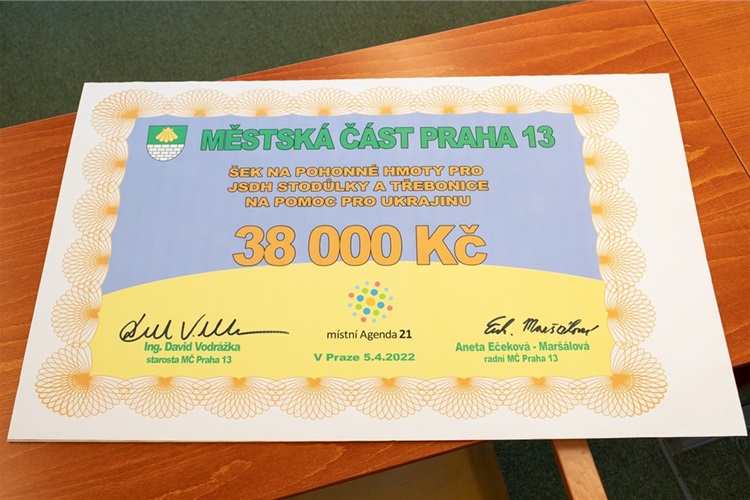 MĚSTSKÁ ČÁST PRAHA 13
ŠEK NA POHONNÉ HMOTY PRO
JSDH STODŮLKY A TŘEBONICE
NA POMOC PRO UKRAJINU
38 000 Kč
místní Agenda 21
Ing. David Vodrážka
starosta MČ Praha 13
V Praze 5.4.2022
Aneta Ečeková - Maršálová
radní MČ Praha 13